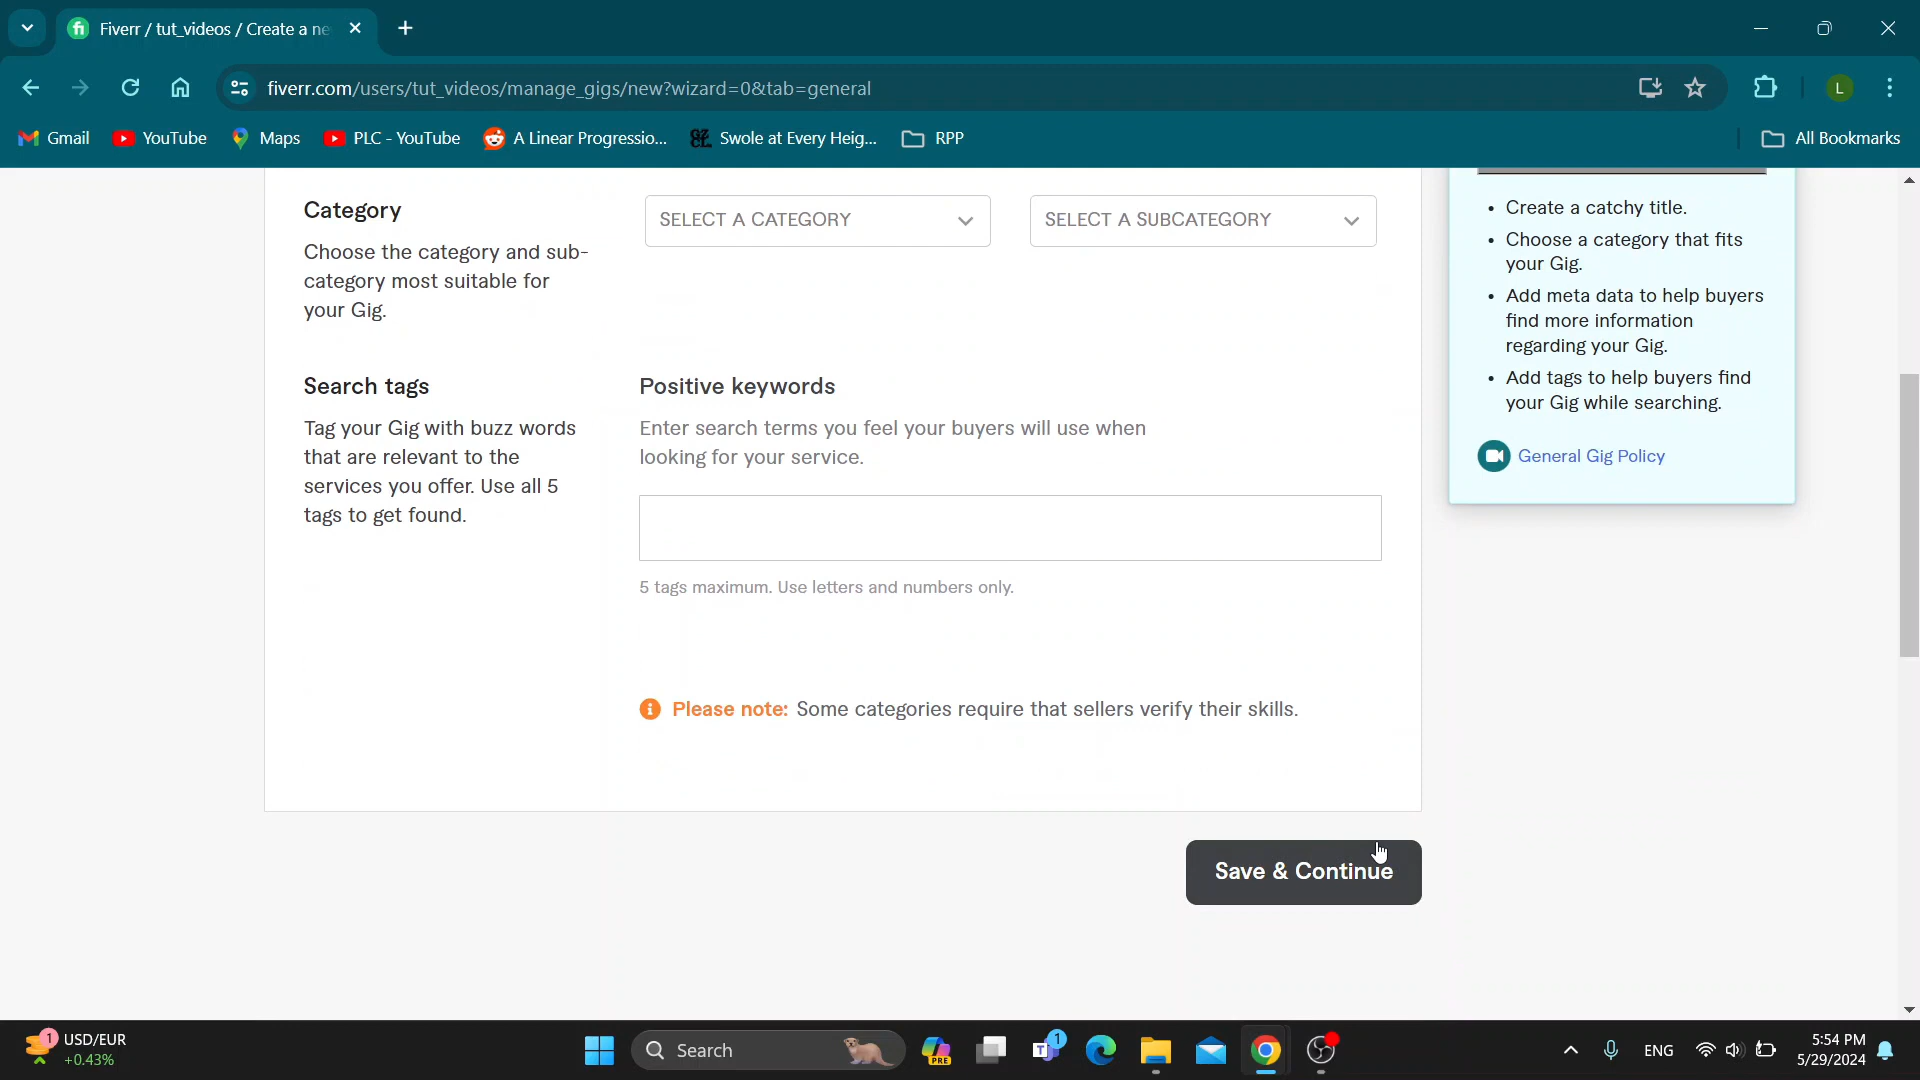 Fiverr / tut_videos / Create a ne
fiverr.com/users/tut_videos/manage_gigs/new?wizard=0&tab=general
L
Gmail
YouTube
Maps
PLC - YouTube
A Linear Progressio...
Swole at Every Heig...
RPP
All Bookmarks
Category
Choose the category and sub-
category most suitable for
your Gig.
SELECT A CATEGORY
SELECT A SUBCATEGORY
Search tags
Tag your Gig with buzz words
that are relevant to the
services you offer. Use all 5
tags to get found.
Positive keywords
Enter search terms you feel your buyers will use when
looking for your service.
5 tags maximum. Use letters and numbers only.
Please note: Some categories require that sellers verify their skills.
Save & Continue
• Create a catchy title.
• Choose a category that fits
your Gig.
• Add meta data to help buyers
find more information
regarding your Gig.
• Add tags to help buyers find
your Gig while searching.
General Gig Policy
1
USD/EUR
+0.43%
Search
PRE
1
ENG
5:54 PM
5/29/2024